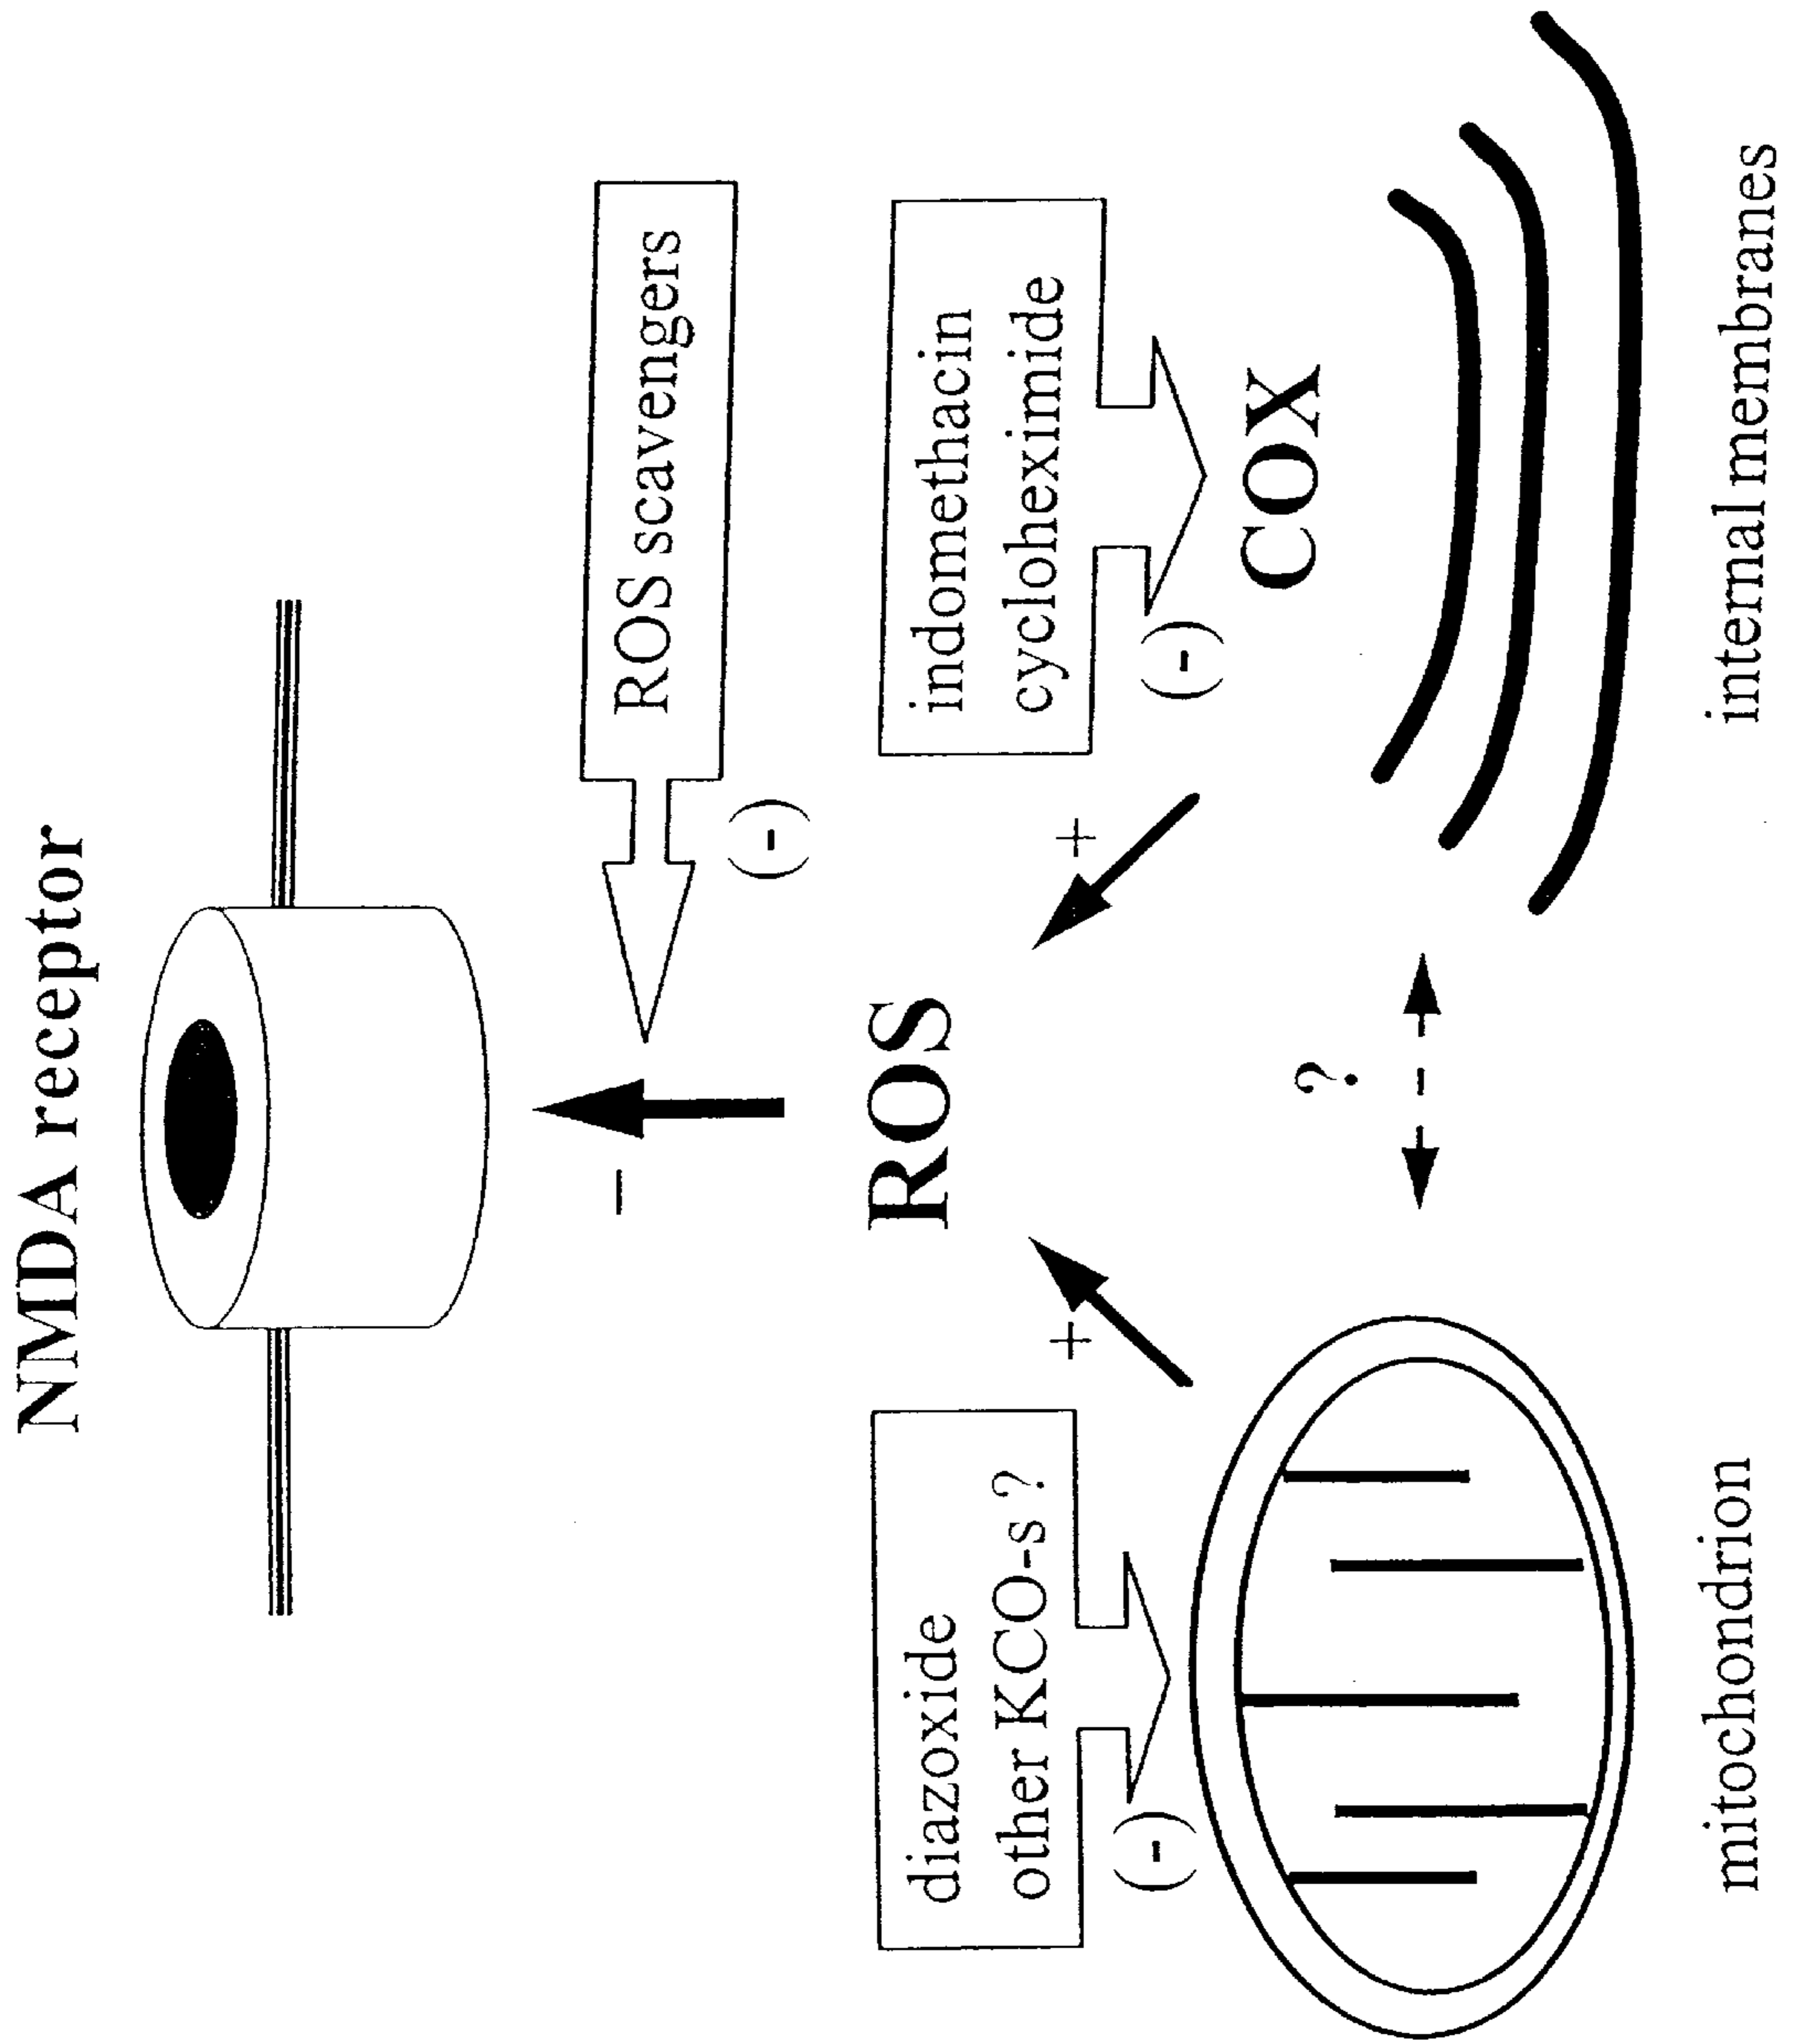 NMDA receptor
–
ROS scavengers
(-)
diazoxide
other KCO-s ?
(-)
+
ROS
+
indomethacin
cycloheximide
(-)
COX
?
mitochondrion
internal membranes